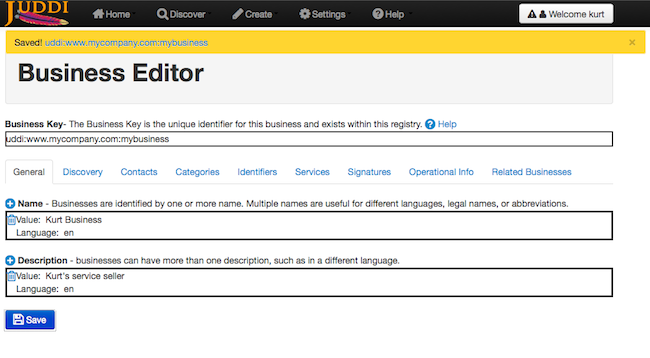 JUDDI Home Discover Create Settings Help Welcome kurt
Saved! uddi:www.mycompany.com:mybusiness ×
Business Editor
Business Key- The Business Key is the unique identifier for this business and exists within this registry. Help
uddi:www.mycompany.com:mybusiness
General Discovery Contacts Categories Identifiers Services Signatures Operational Info Related Businesses
Name - Businesses are identified by one or more name. Multiple names are useful for different languages, legal names, or abbreviations.
Value: Kurt Business
Language: en
Description - businesses can have more than one description, such as in a different language.
Value: Kurt's service seller
Language: en
Save